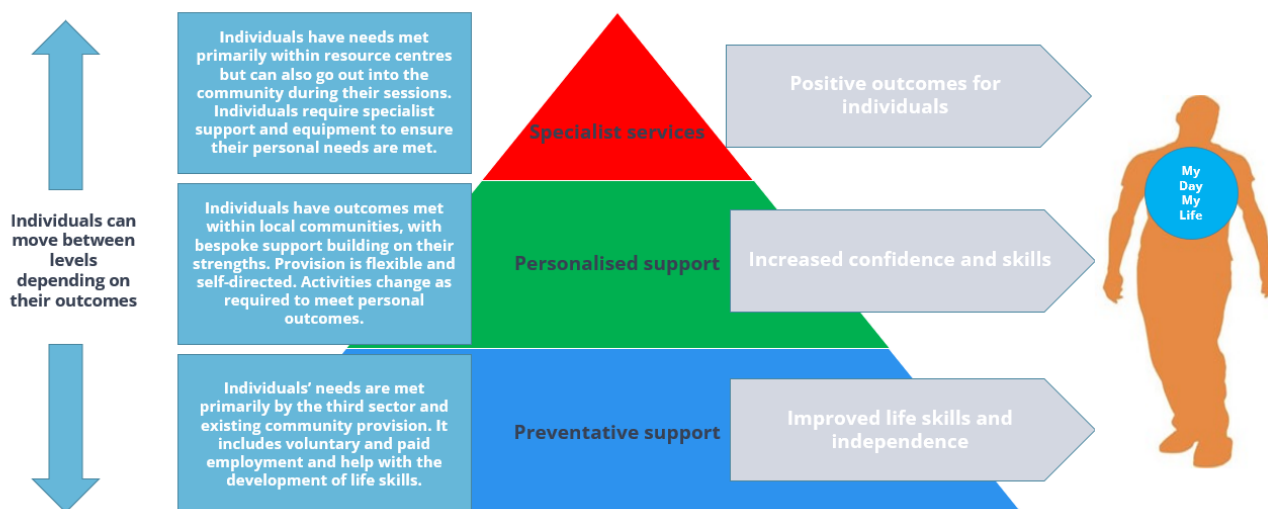 Individuals can
move between
levels
depending on
their outcomes
Individuals have needs met
primarily within resource centres
but can also go out into the
community during their sessions.
Individuals require specialist
support and equipment to ensure
their personal needs are met.
Specialist services
Positive outcomes for
individuals
Individuals have outcomes met
within local communities, with
bespoke support building on their
strengths. Provision is flexible and
self-directed. Activities change as
required to meet personal
outcomes.
Personalised support
Increased confidence and skills
Individuals’ needs are met
primarily by the third sector and
existing community provision. It
includes voluntary and paid
employment and help with the
development of life skills.
Preventative support
Improved life skills and
independence
My
Day
My
Life